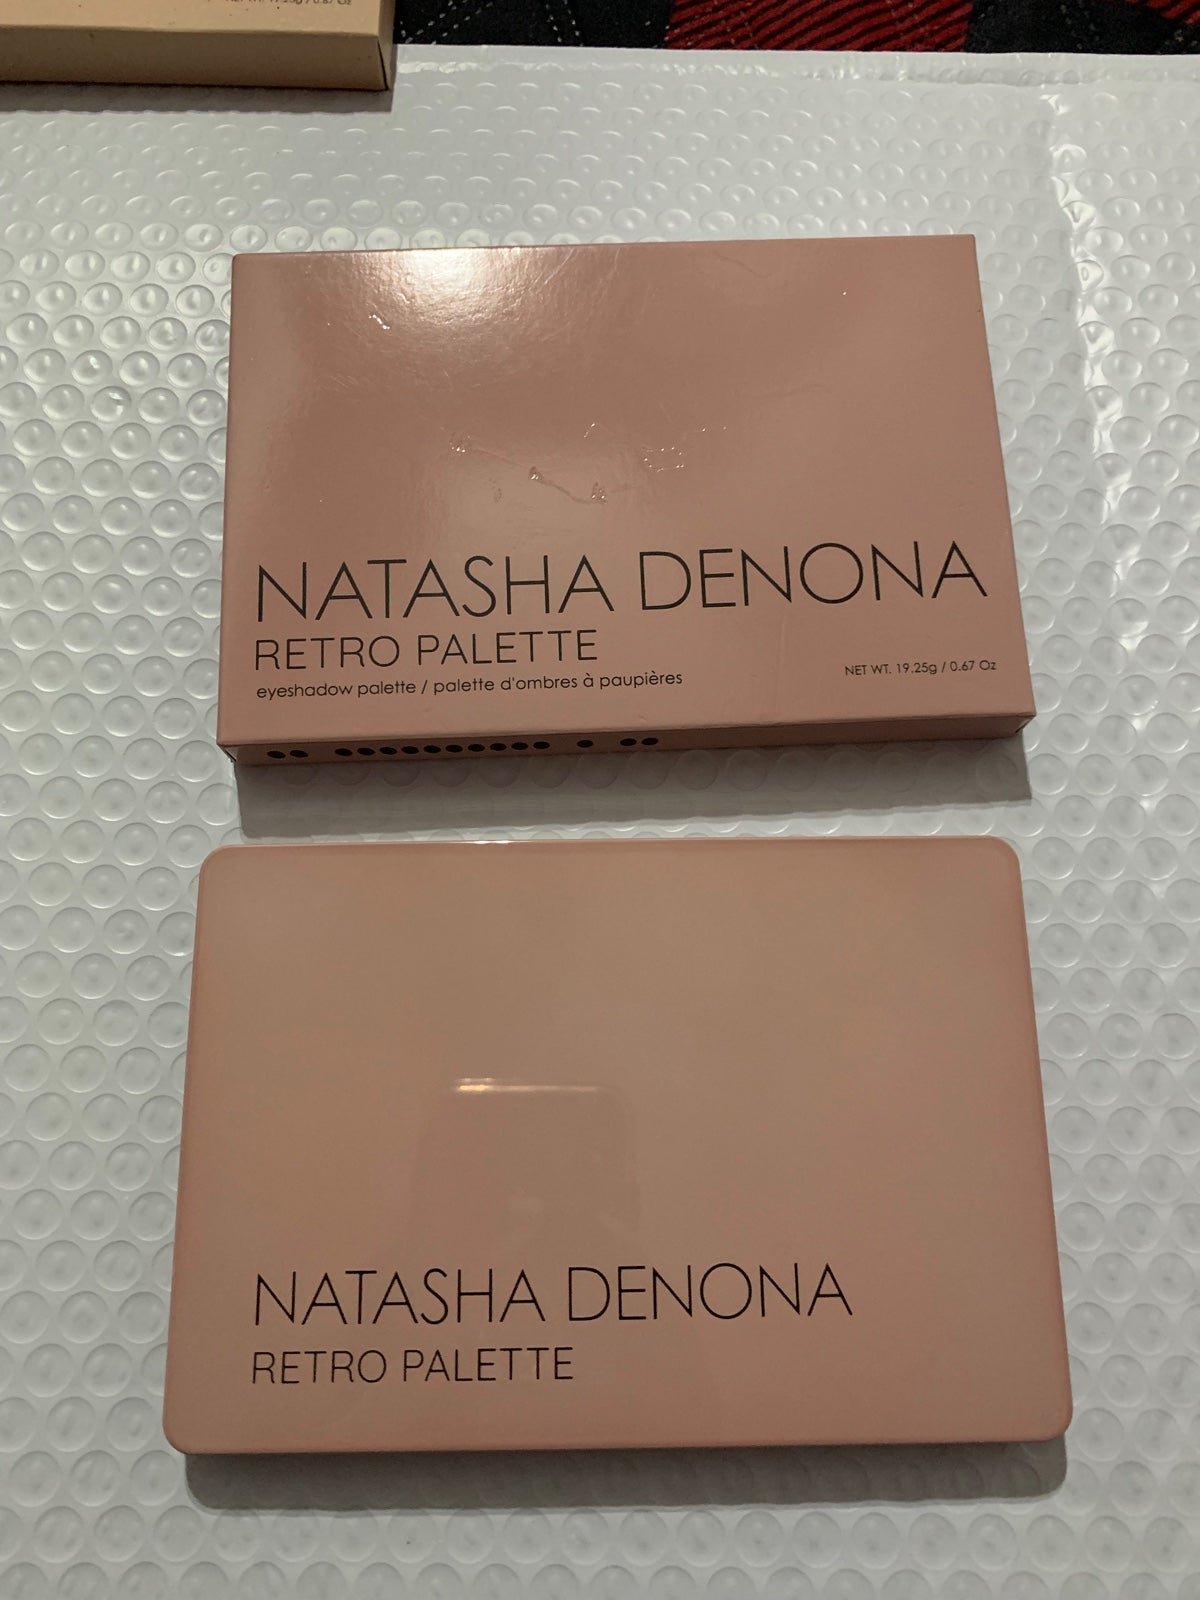 NATASHA DENONA
RETRO PALETTE
eyeshadow palette / palette d'ombres à paupières
NET WT. 19.25g / 0.67 Oz
NATASHA DENONA
RETRO PALETTE